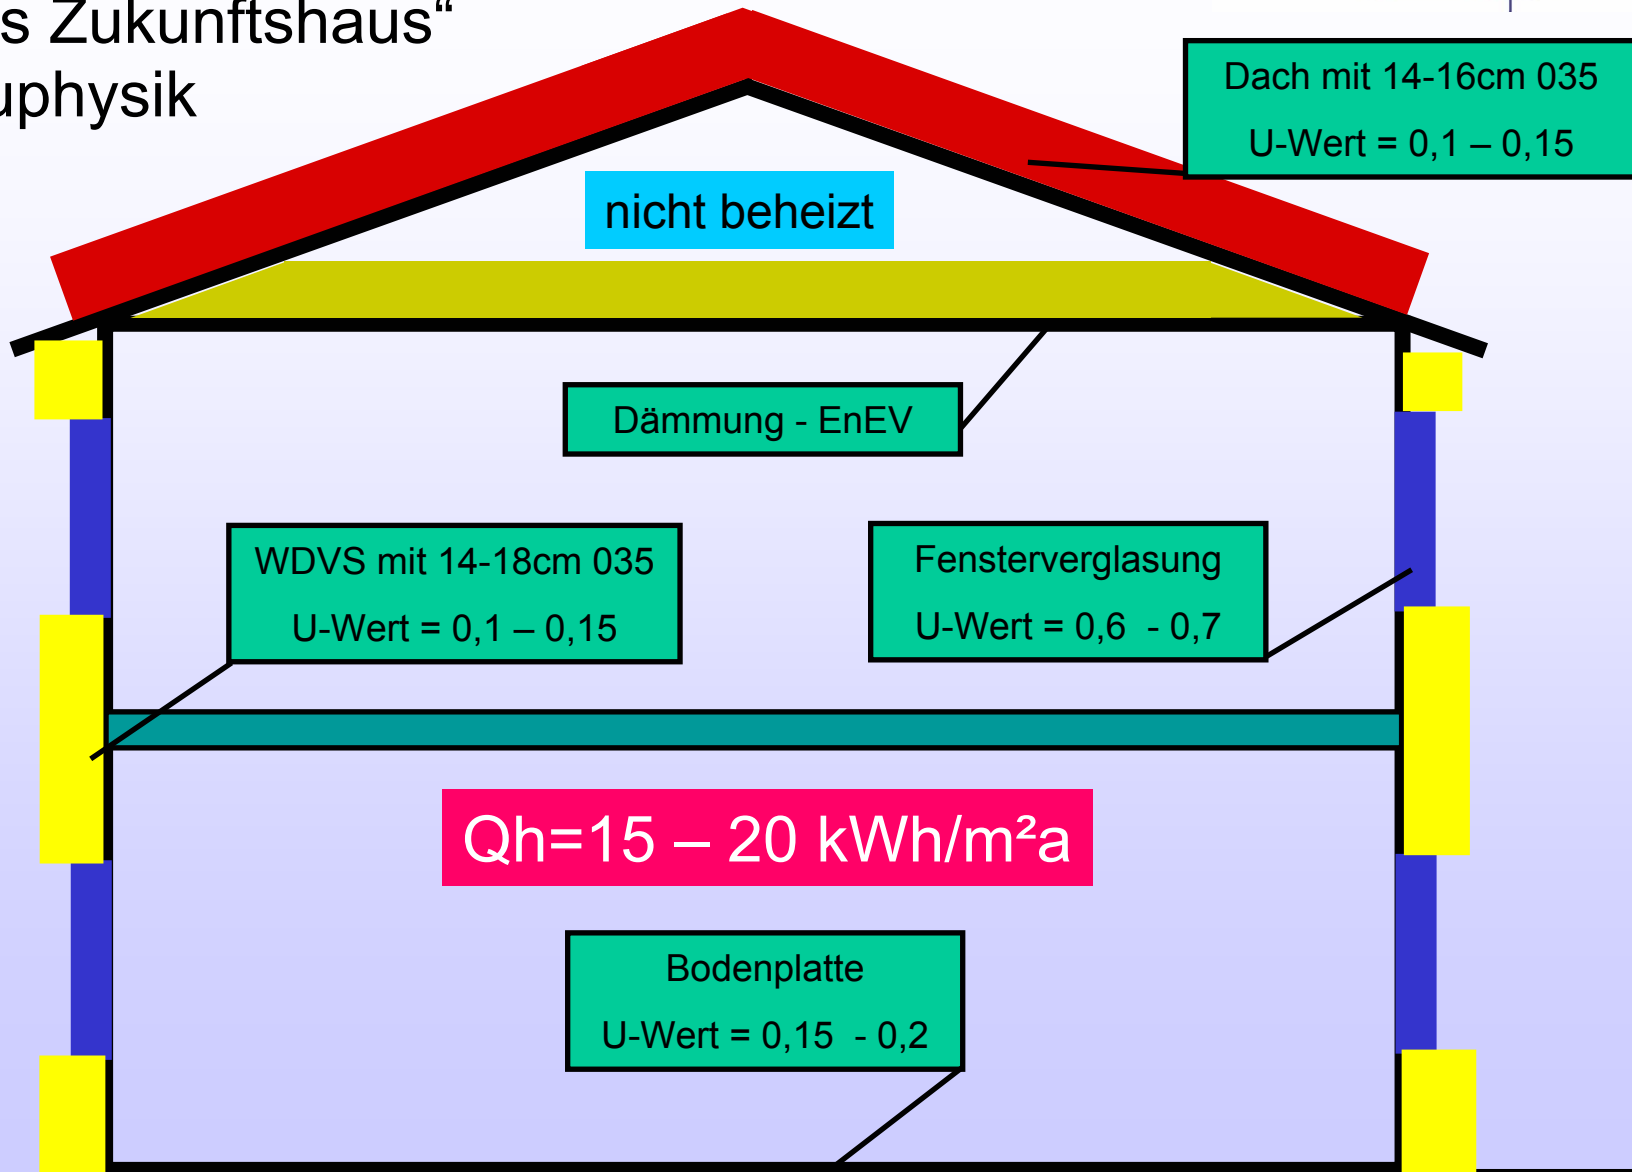 s Zukunftshaus“
uphysik
Dach mit 14-16cm 035
U-Wert = 0,1 – 0,15
nicht beheizt
Dämmung - EnEV
WDVS mit 14-18cm 035
U-Wert = 0,1 – 0,15
Fensterverglasung
U-Wert = 0,6 - 0,7
Qh=15 – 20 kWh/m²a
Bodenplatte
U-Wert = 0,15 - 0,2